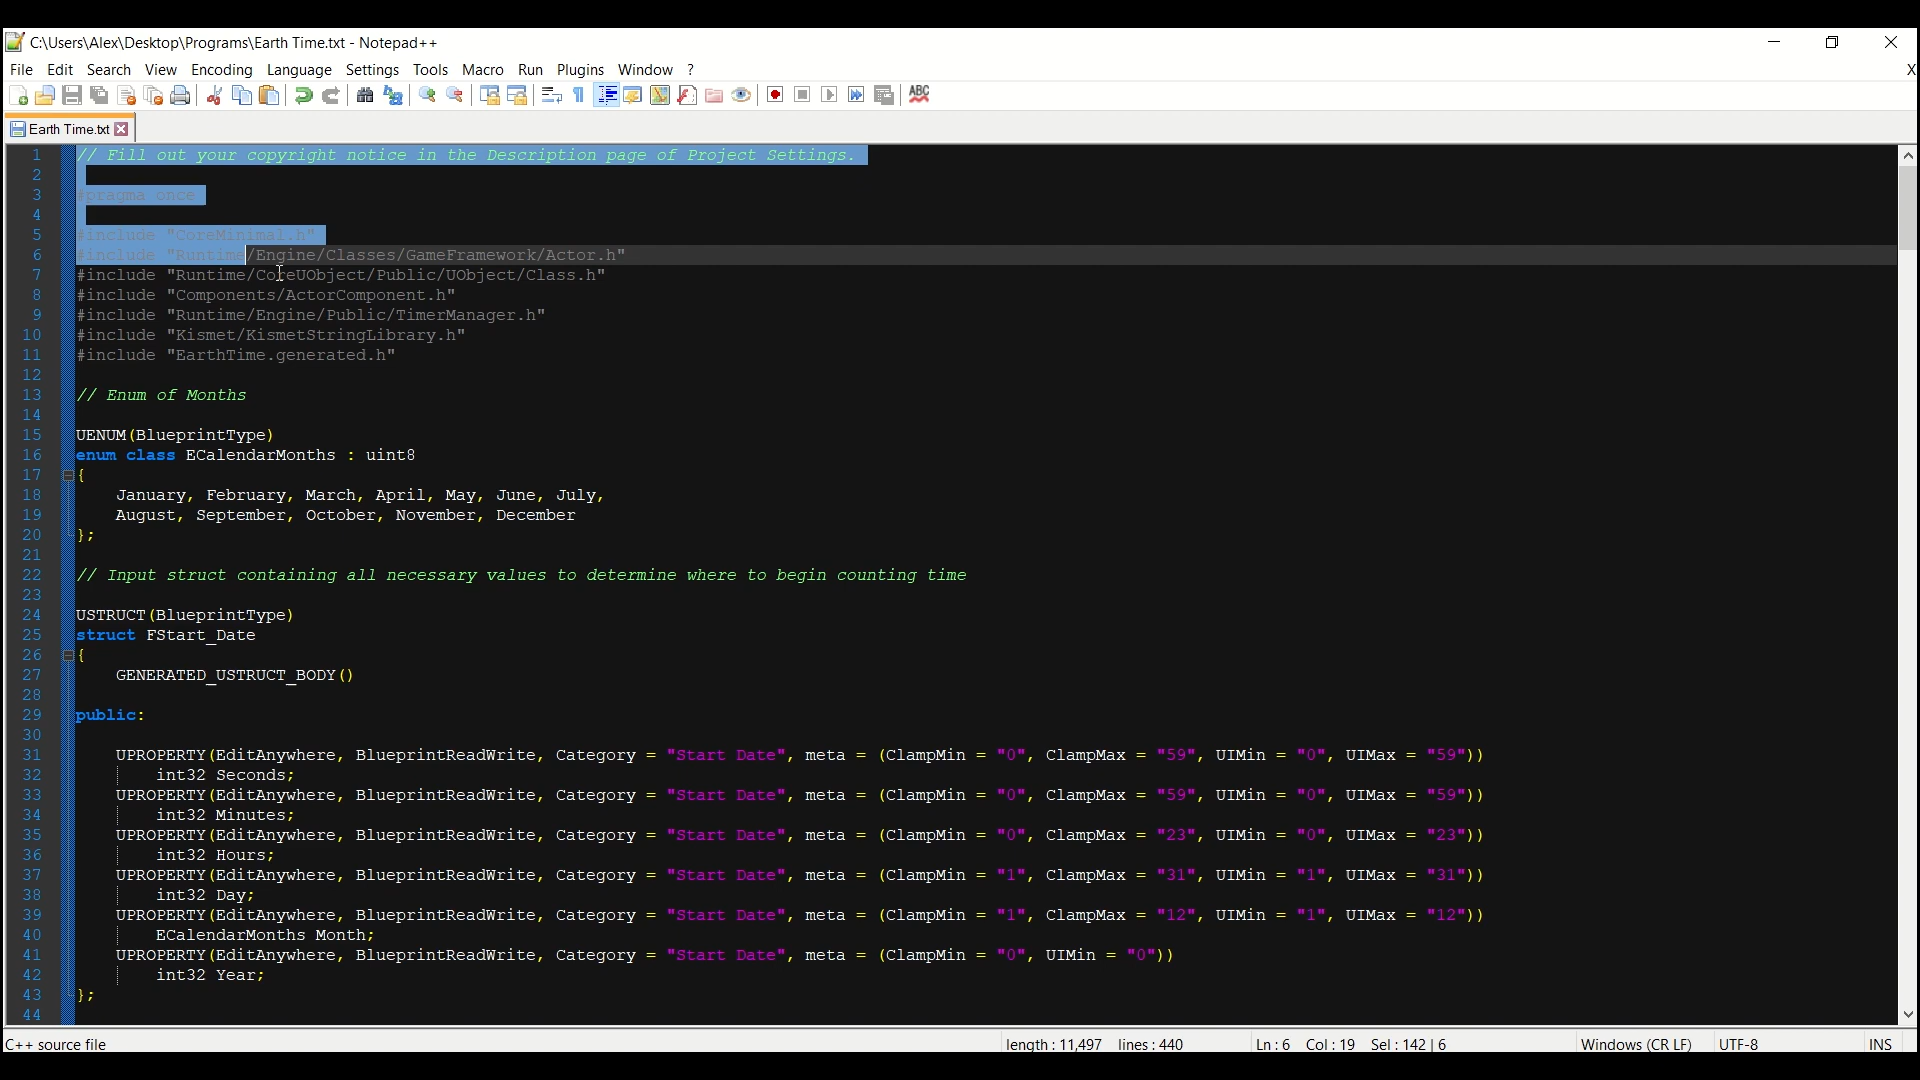 C:\Users\Alex\Desktop\Programs\Earth Time.txt - Notepad++
File Edit Search View Encoding Language Settings Tools Macro Run Plugins Window ? X
ABC
Earth Time.txt
1 // Fill out your copyright notice in the Description page of Project Settings.
2
3 #pragma once
4
5 #include "CoreMinimal.h"
6 #include "Runtime/Engine/Classes/GameFramework/Actor.h"
7 #include "Runtime/CoreUObject/Public/UObject/Class.h"
8 #include "Components/ActorComponent.h"
9 #include "Runtime/Engine/Public/TimerManager.h"
10 #include "Kismet/KismetStringLibrary.h"
11 #include "EarthTime.generated.h"
12
13 // Enum of Months
14
15 UENUM(BlueprintType)
16 enum class ECalendarMonths : uint8
17 {
18 January, February, March, April, May, June, July,
19 August, September, October, November, December
20 };
21
22 // Input struct containing all necessary values to determine where to begin counting time
23
24 USTRUCT(BlueprintType)
25 struct FStart_Date
26 {
27 GENERATED_USTRUCT_BODY()
28
29 public:
30
31 UPROPERTY(EditAnywhere, BlueprintReadWrite, Category = "Start Date", meta = (ClampMin = "0", ClampMax = "59", UIMin = "0", UIMax = "59"))
32 int32 Seconds;
33 UPROPERTY(EditAnywhere, BlueprintReadWrite, Category = "Start Date", meta = (ClampMin = "0", ClampMax = "59", UIMin = "0", UIMax = "59"))
34 int32 Minutes;
35 UPROPERTY(EditAnywhere, BlueprintReadWrite, Category = "Start Date", meta = (ClampMin = "0", ClampMax = "23", UIMin = "0", UIMax = "23"))
36 int32 Hours;
37 UPROPERTY(EditAnywhere, BlueprintReadWrite, Category = "Start Date", meta = (ClampMin = "1", ClampMax = "31", UIMin = "1", UIMax = "31"))
38 int32 Day;
39 UPROPERTY(EditAnywhere, BlueprintReadWrite, Category = "Start Date", meta = (ClampMin = "1", ClampMax = "12", UIMin = "1", UIMax = "12"))
40 ECalendarMonths Month;
41 UPROPERTY(EditAnywhere, BlueprintReadWrite, Category = "Start Date", meta = (ClampMin = "0", UIMin = "0"))
42 int32 Year;
43 };
44
C++ source file length : 11,497 lines : 440 Ln : 6 Col : 19 Sel : 142 | 6 Windows (CR LF) UTF-8 INS